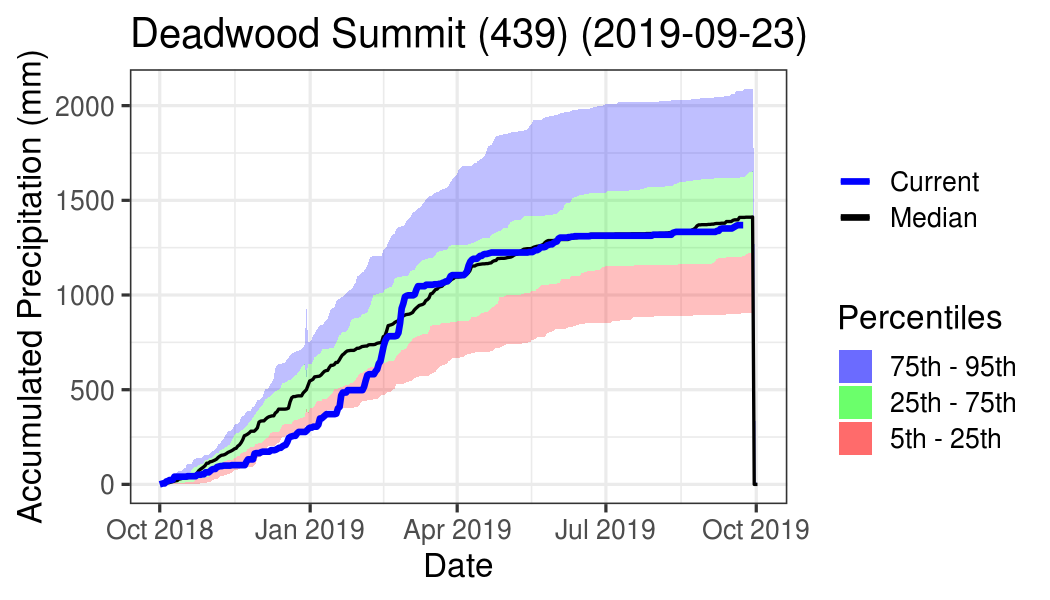 Deadwood Summit (439) (2019-09-23)
Accumulated Precipitation (mm)
2000
1500
1000
500
0
Oct 2018
Jan 2019
Apr 2019
Jul 2019
Oct 2019
Date
Current
Median
Percentiles
75th - 95th
25th - 75th
5th - 25th